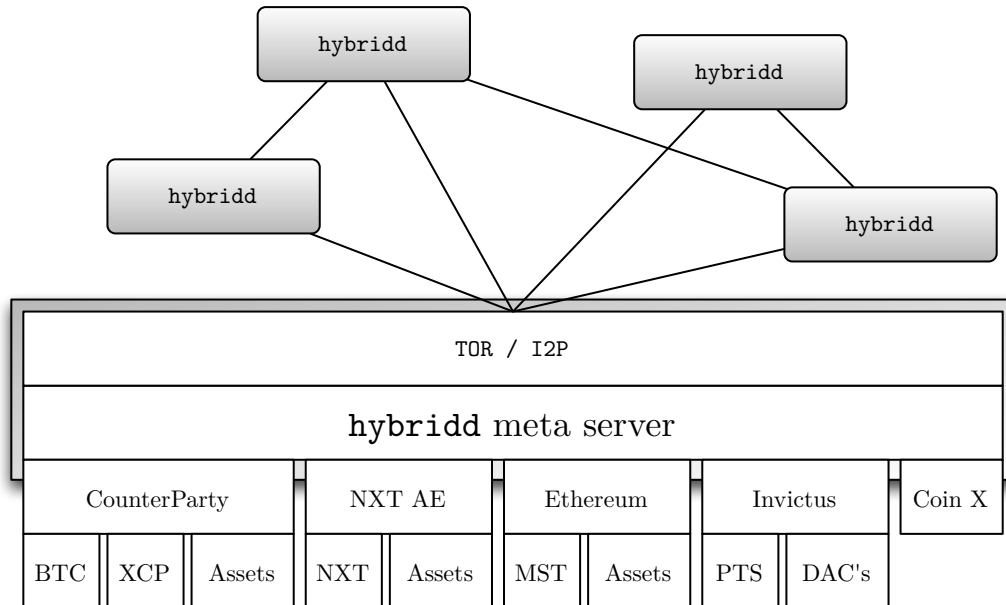 hybridd
hybridd
hybridd
hybridd
TOR / I2P
hybridd meta server
CounterParty
NXT AE
Ethereum
Invictus
Coin X
BTC
XCP
Assets
NXT
Assets
MST
Assets
PTS
DAC's